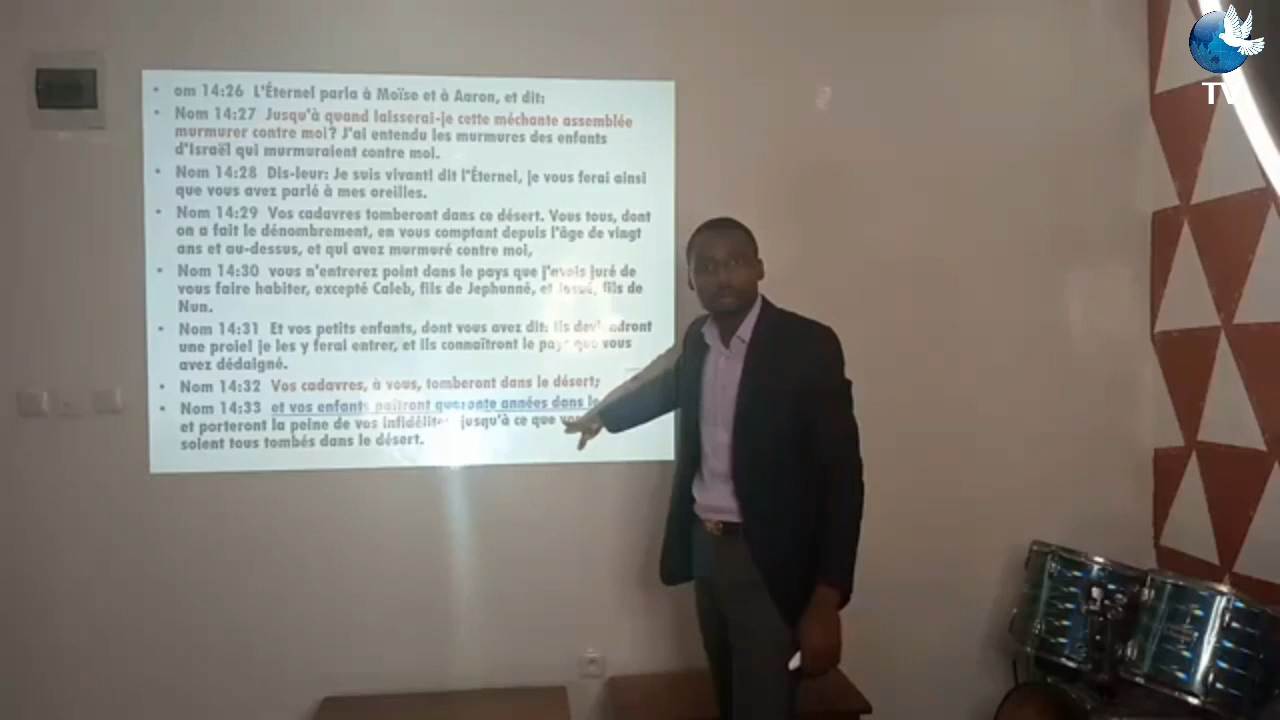 • om 14:26 L'Éternel parla à Moïse et à Aaron, et dit:
• Nom 14:27 Jusqu'à quand laisserai-je cette méchante assemblée
murmurer contre moi? J'ai entendu les murmures des enfants
d'Israël qui murmuraient contre moi.
• Nom 14:28 Dis-leur: Je suis vivant! dit l'Éternel, je vous ferai ainsi
que vous avez parlé à mes oreilles.
• Nom 14:29 Vos cadavres tomberont dans ce désert. Vous tous, dont
on a fait le dénombrement, en vous comptant depuis l'âge de vingt
ans et au-dessus, et qui avez murmuré contre moi,
• Nom 14:30 vous n'entrerez point dans le pays que j'avais juré de
vous faire habiter, excepté Caleb, fils de Jephunné, et Josué, fils de
Nun.
• Nom 14:31 Et vos petits enfants, dont vous avez dit: Ils deviendront
une proie! je les y ferai entrer, et ils connaîtront le pays que vous
avez dédaigné.
• Nom 14:32 Vos cadavres, à vous, tomberont dans le désert;
• Nom 14:33 et vos enfants paîtront quarante années dans le
et porteront la peine de vos infidélités jusqu'à ce que
soient tous tombés dans le désert.
TV